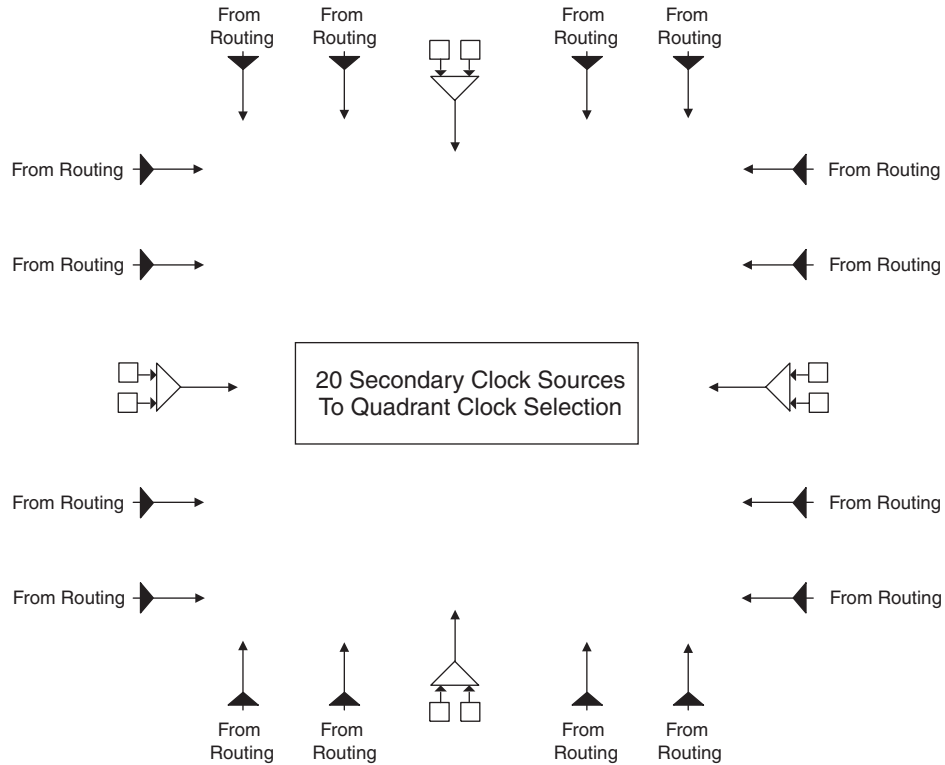 From
Routing
From
Routing
From
Routing
From
Routing
From Routing
From Routing
From Routing
From Routing
20 Secondary Clock Sources
To Quadrant Clock Selection
From Routing
From Routing
From Routing
From Routing
From
Routing
From
Routing
From
Routing
From
Routing